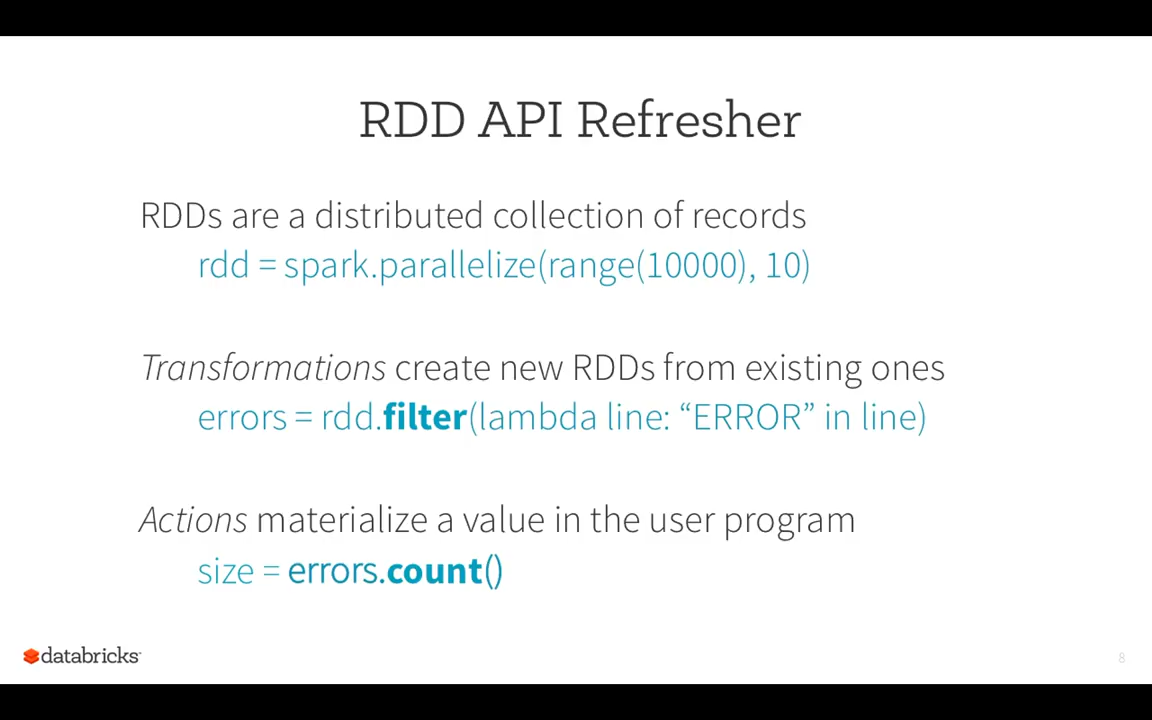 RDD API Refresher
RDDs are a distributed collection of records
rdd = spark.parallelize(range(10000), 10)
Transformations create new RDDs from existing ones
errors = rdd.filter(lambda line: “ERROR” in line)
Actions materialize a value in the user program
size = errors.count()
databricks
8